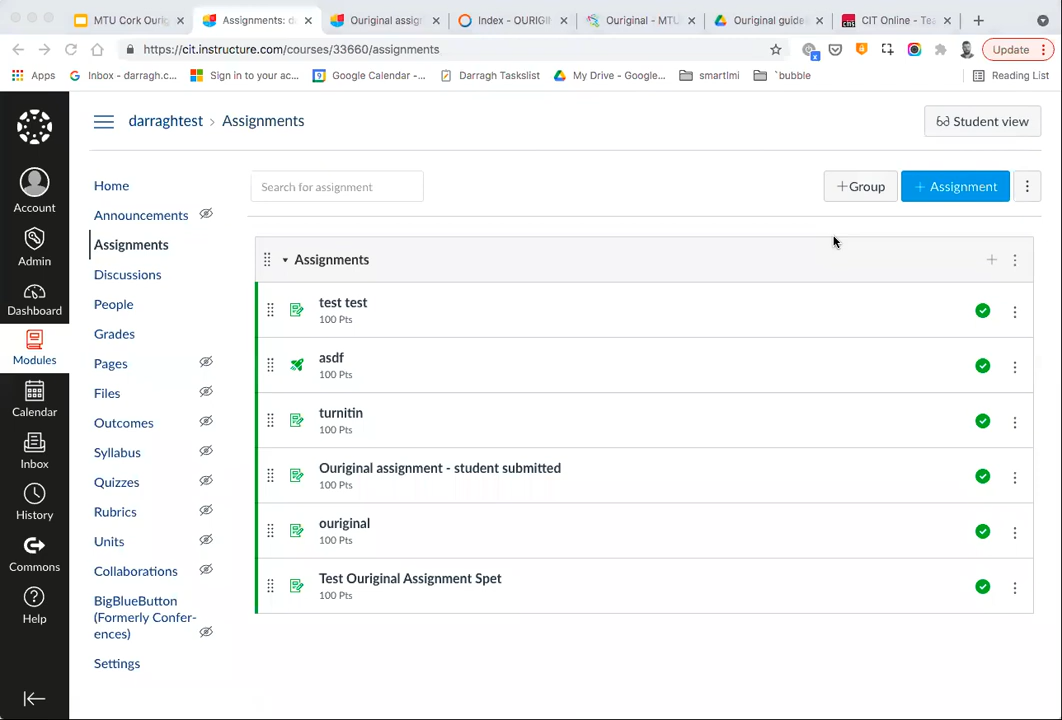 MTU Cork Ourig
Assignments: d
Ouriginal assig
Index - OURIGI
Ouriginal - MTU
Ouriginal guide
CIT Online - Tea
https://cit.instructure.com/courses/33660/assignments
Update
Apps
Inbox - darragh.c...
Sign in to your ac...
Google Calendar -...
Darragh Taskslist
My Drive - Google...
smartlmi
`bubble
Reading List
darraghtest > Assignments
Student view
Account
Admin
Dashboard
Modules
Calendar
Inbox
History
Commons
Help
Home
Announcements
Assignments
Discussions
People
Grades
Pages
Files
Outcomes
Syllabus
Quizzes
Rubrics
Units
Collaborations
BigBlueButton
(Formerly Confer-
ences)
Settings
Search for assignment
+Group
+ Assignment
Assignments
test test
100 Pts
asdf
100 Pts
turnitin
100 Pts
Ouriginal assignment - student submitted
100 Pts
ouriginal
100 Pts
Test Ouriginal Assignment Spet
100 Pts